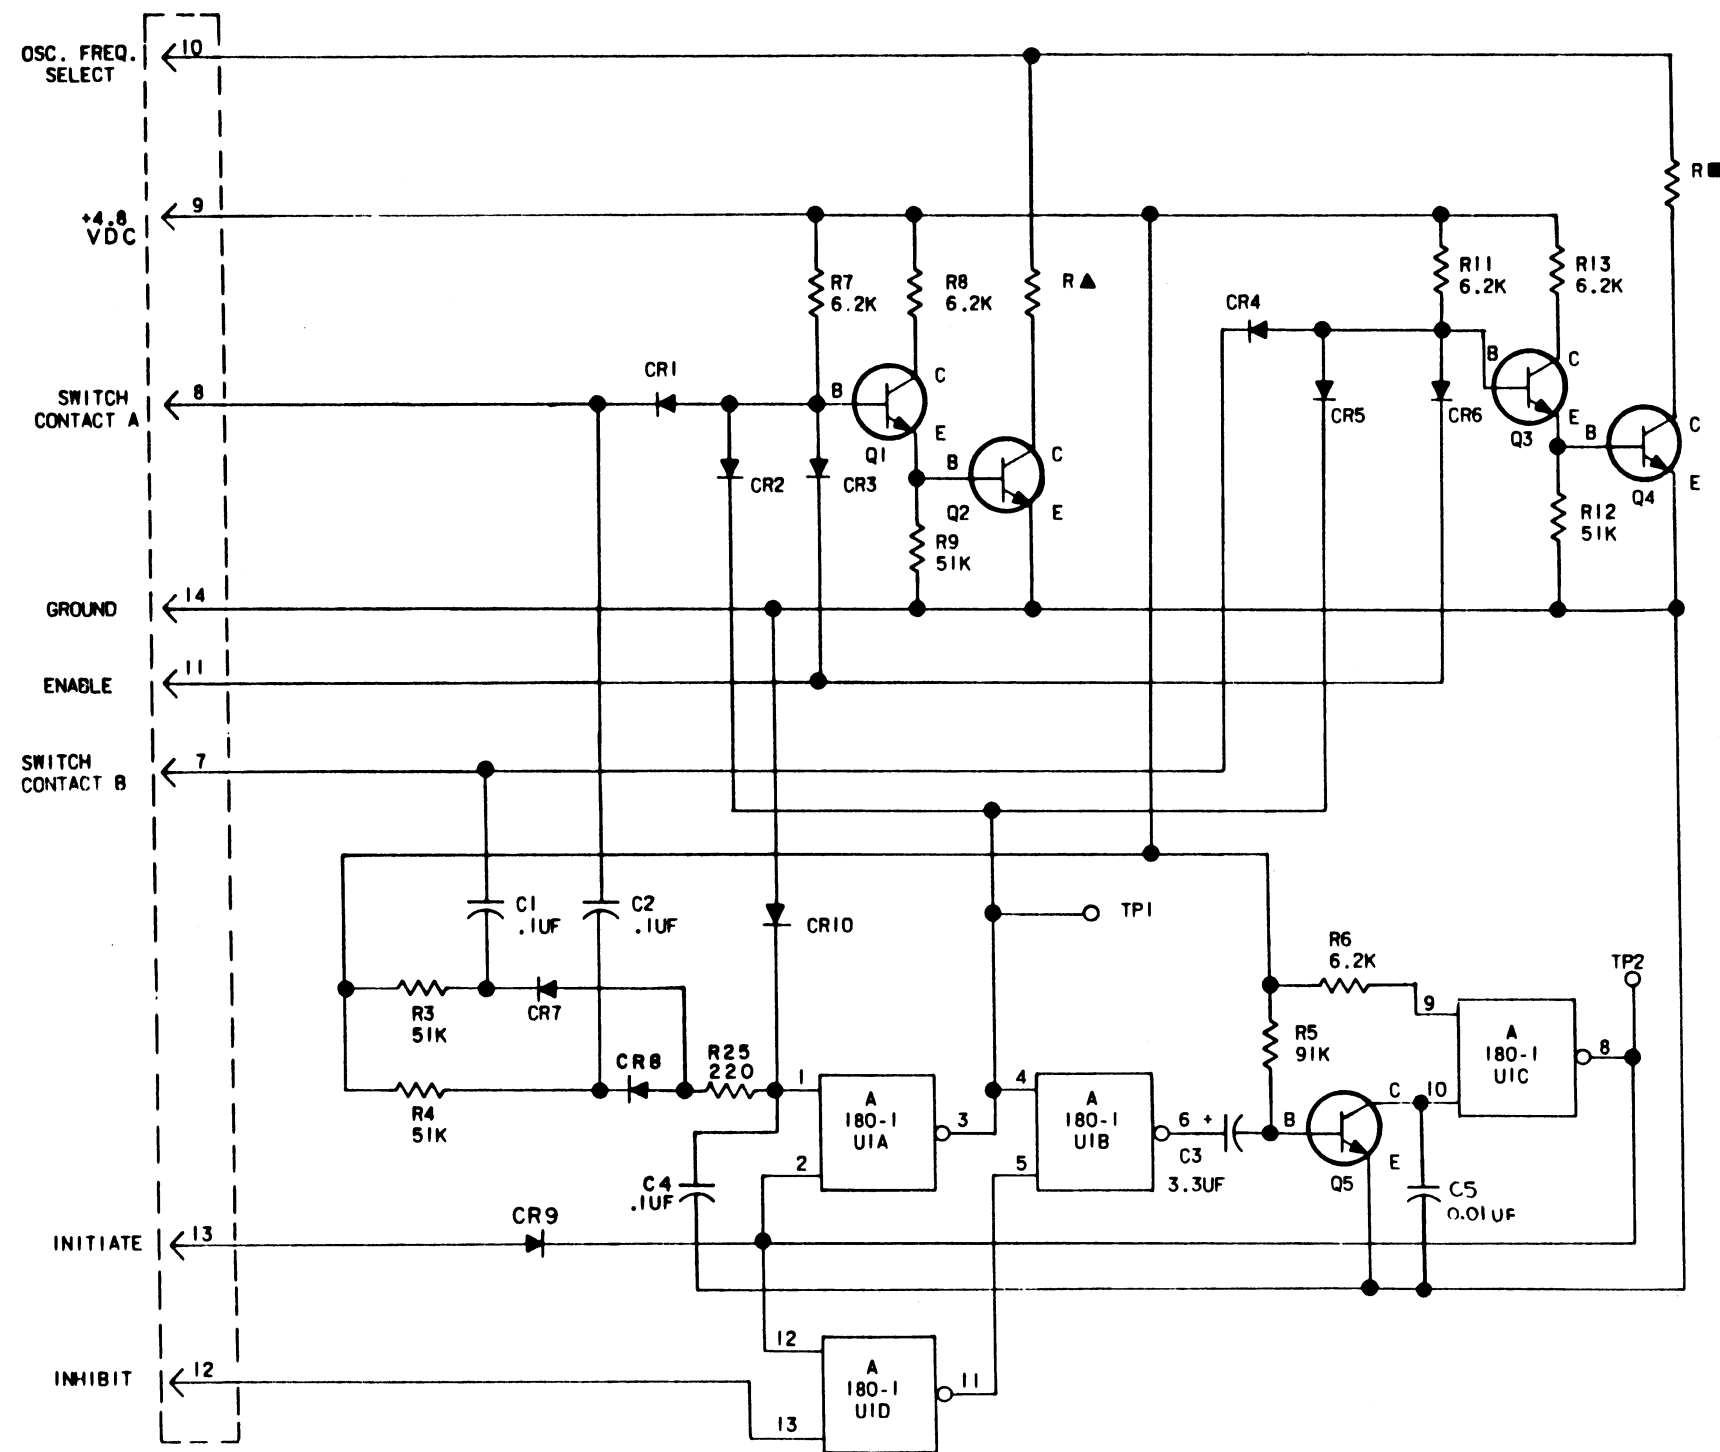 OSC. FREQ.
SELECT
10
R■
+4.8
VDC
9
R7
6.2K
R8
6.2K
R▲
R11
6.2K
R13
6.2K
CR4
SWITCH
CONTACT A
8
CR1
B
C
E
Q1
CR2
CR3
B
C
E
Q2
R9
51K
CR5
CR6
B
C
E
Q3
B
C
E
Q4
R12
51K
GROUND
14
ENABLE
11
SWITCH
CONTACT B
7
C1
.1UF
C2
.1UF
CR10
TP1
R3
51K
CR7
R6
6.2K
TP2
R4
51K
CR8
R25
220
1
A
180-1
U1A
2
3
4
A
180-1
U1B
5
6
+
C3
3.3UF
R5
91K
B
C
E
Q5
9
A
180-1
U1C
10
8
C4
.1UF
C5
0.01UF
INITIATE
13
CR9
INHIBIT
12
12
A
180-1
U1D
13
11